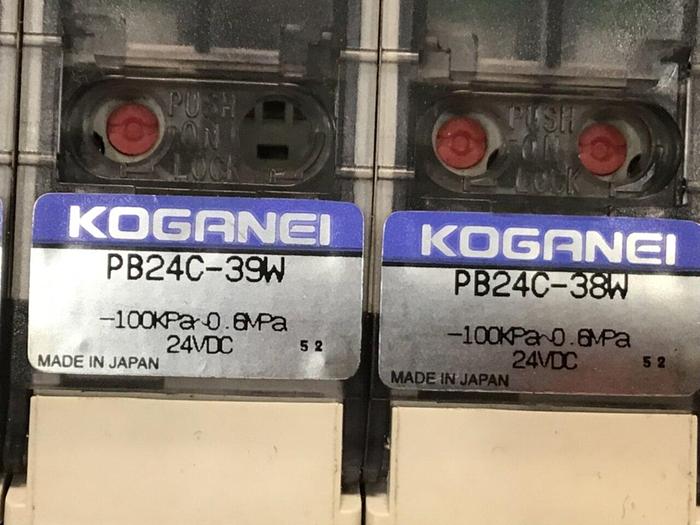 PUSH
ON
LOCK
KOGANEI
PB24C-39W
-100KPa~0.6MPa
24VDC 52
MADE IN JAPAN
PUSH
ON
LOCK
KOGANEI
PB24C-38W
-100KPa~0.6MPa
24VDC 52
MADE IN JAPAN